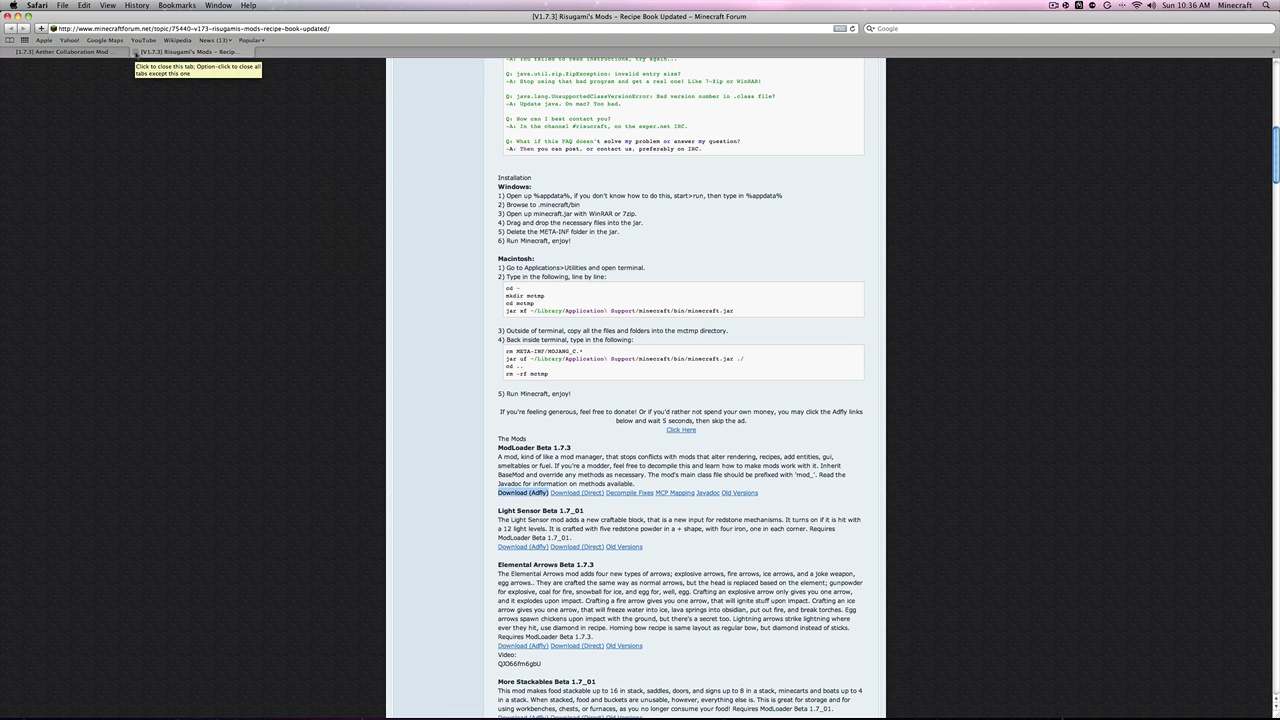 Safari File Edit View History Bookmarks Window Help Sun 10:36 AM Minecraft
[V1.7.3] Risugami's Mods – Recipe Book Updated – Minecraft Forum
http://www.minecraftforum.net/topic/75440-v173-risugamis-mods-recipe-book-updated/ Google
Apple Yahoo! Google Maps YouTube Wikipedia News (13) Popular
[1.7.3] Aether Collaboration Mod ... [V1.7.3] Risugami's Mods – Recip...
Click to close this tab; Option-click to close all
tabs except this one
-A: You failed to read instructions, try again...
Q: java.util.zip.ZipException: invalid entry size?
-A: Stop using that bad program and get a real one! Like 7-Zip or WinRAR!
Q: java.lang.UnsupportedClassVersionError: Bad version number in .class file?
-A: Update java. On mac? Too bad.
Q: How can I best contact you?
-A: In the channel #risucraft, on the esper.net IRC.
Q: What if this FAQ doesn't solve my problem or answer my question?
-A: Then you can post, or contact us, preferably on IRC.
Installation
Windows:
1) Open up %appdata%, if you don't know how to do this, start>run, then type in %appdata%
2) Browse to .minecraft/bin
3) Open up minecraft.jar with WinRAR or 7zip.
4) Drag and drop the necessary files into the jar.
5) Delete the META-INF folder in the jar.
6) Run Minecraft, enjoy!
Macintosh:
1) Go to Applications>Utilities and open terminal.
2) Type in the following, line by line:
cd ~
mkdir mctmp
cd mctmp
jar xf ~/Library/Application\ Support/minecraft/bin/minecraft.jar
3) Outside of terminal, copy all the files and folders into the mctmp directory.
4) Back inside terminal, type in the following:
rm META-INF/MOJANG_C.*
jar uf ~/Library/Application\ Support/minecraft/bin/minecraft.jar ./
cd ..
rm -rf mctmp
5) Run Minecraft, enjoy!
If you're feeling generous, feel free to donate! Or if you'd rather not spend your own money, you may click the Adfly links
below and wait 5 seconds, then skip the ad.
Click Here
The Mods
ModLoader Beta 1.7.3
A mod, kind of like a mod manager, that stops conflicts with mods that alter rendering, recipes, add entities, gui,
smeltables or fuel. If you're a modder, feel free to decompile this and learn how to make mods work with it. Inherit
BaseMod and override any methods as necessary. The mod's main class file should be prefixed with 'mod_'. Read the
Javadoc for information on methods available.
Download (Adfly) Download (Direct) Decompile Fixes MCP Mapping Javadoc Old Versions
Light Sensor Beta 1.7_01
The Light Sensor mod adds a new craftable block, that is a new input for redstone mechanisms. It turns on if it is hit with
a 12 light levels. It is crafted with five redstone powder in a + shape, with four iron, one in each corner. Requires
ModLoader Beta 1.7_01.
Download (Adfly) Download (Direct) Old Versions
Elemental Arrows Beta 1.7.3
The Elemental Arrows mod adds four new types of arrows; explosive arrows, fire arrows, ice arrows, and a joke weapon,
egg arrows.. They are crafted the same way as normal arrows, but the head is replaced based on the element; gunpowder
for explosive, coal for fire, snowball for ice, and egg for, well, egg. Crafting an explosive arrow only gives you one arrow,
and it explodes upon impact. Crafting a fire arrow gives you one arrow, that will ignite stuff upon impact. Crafting an ice
arrow gives you one arrow, that will freeze water into ice, lava springs into obsidian, put out fire, and break torches. Egg
arrows spawn chickens upon impact with the ground, but there's a secret too. Lightning arrows strike lightning where
ever they hit, use diamond in recipe. Homing bow recipe is same layout as regular bow, but diamond instead of sticks.
Requires ModLoader Beta 1.7.3.
Download (Adfly) Download (Direct) Old Versions
Video:
QJO66fm6gbU
More Stackables Beta 1.7_01
This mod makes food stackable up to 16 in stack, saddles, doors, and signs up to 8 in a stack, minecarts and boats up to 4
in a stack. When stacked, food and buckets are unusable, however, everything else is. This is great for storage and for
using workbenches, chests, or furnaces, as you no longer consume your food! Requires ModLoader Beta 1.7_01.
Download (Adfly) Download (Direct) Old Versions